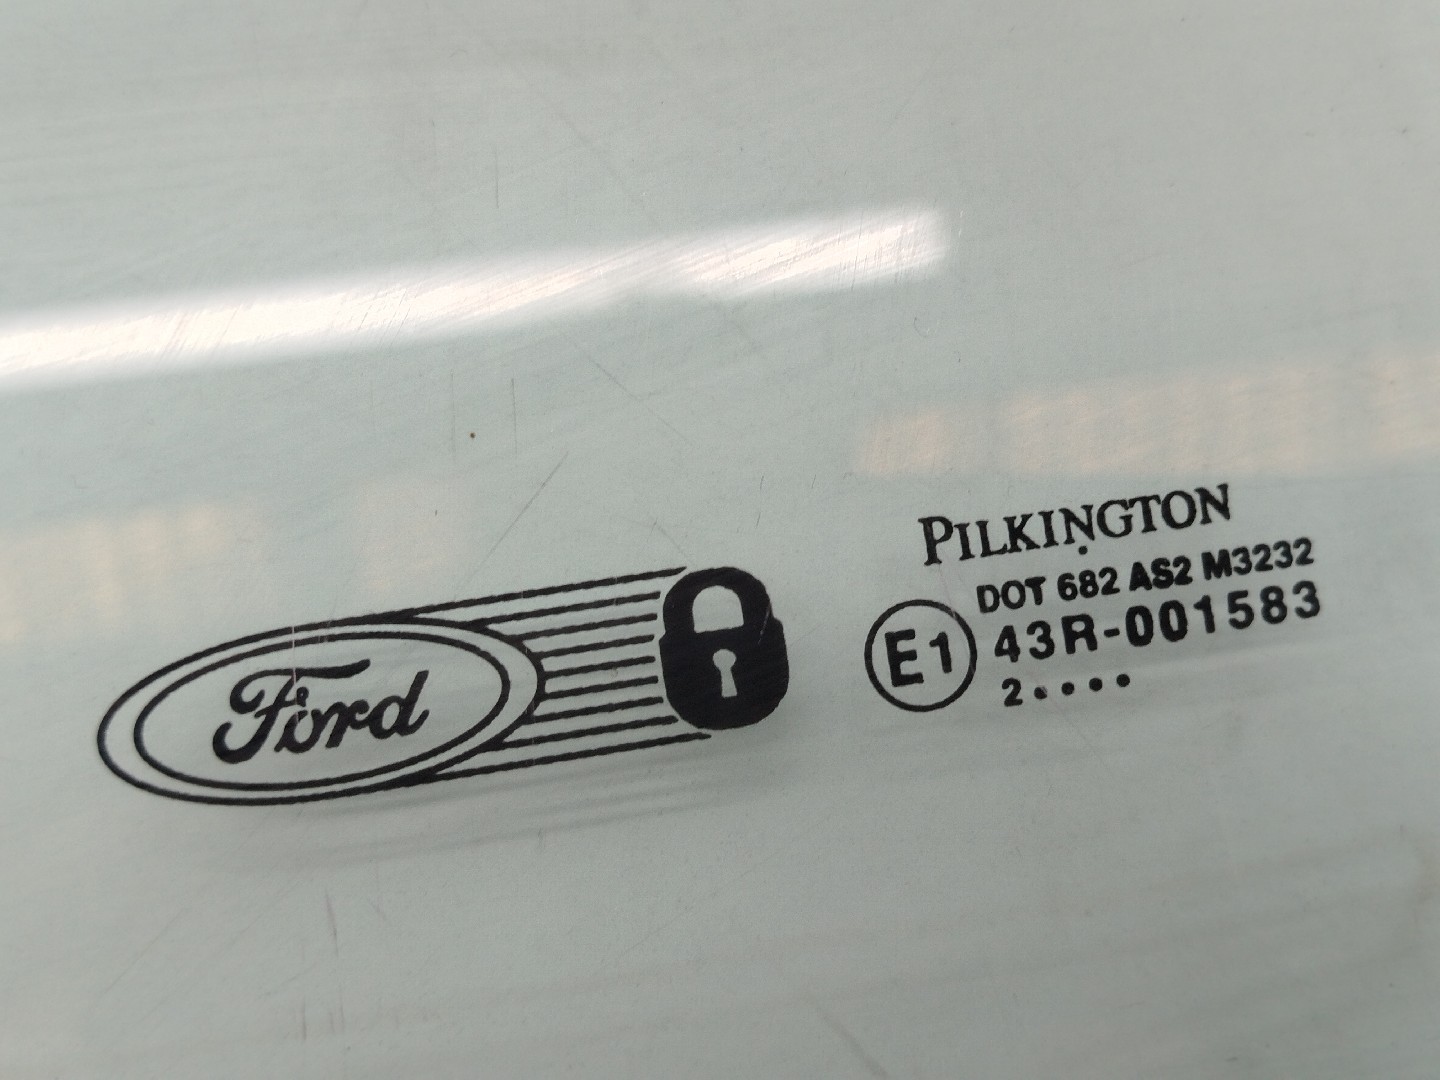 Ford
PILKINGTON
DOT 682 AS2 M3232
E1
43R-001583
2••••